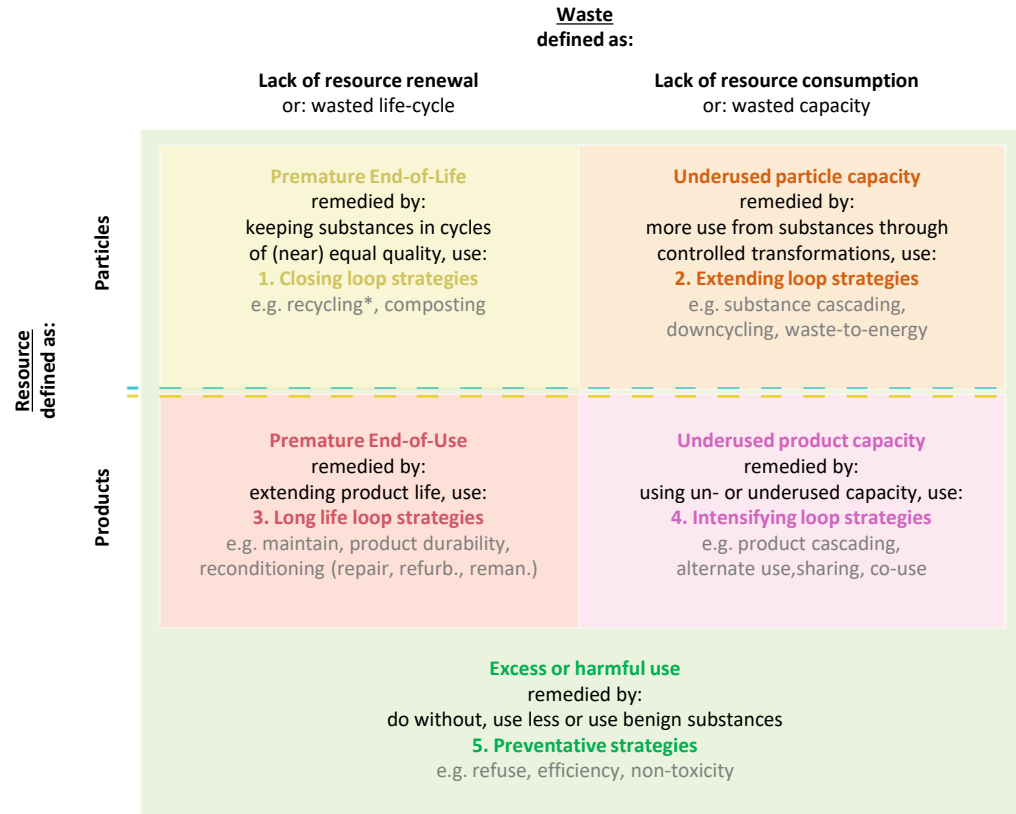 Waste
defined as:
Lack of resource renewal
or: wasted life-cycle
Lack of resource consumption
or: wasted capacity
Resource
defined as:
Particles
Premature End-of-Life
remedied by:
keeping substances in cycles
of (near) equal quality, use:
1. Closing loop strategies
e.g. recycling*, composting
Underused particle capacity
remedied by:
more use from substances through
controlled transformations, use:
2. Extending loop strategies
e.g. substance cascading,
downcycling, waste-to-energy
Products
Premature End-of-Use
remedied by:
extending product life, use:
3. Long life loop strategies
e.g. maintain, product durability,
reconditioning (repair, refurb., reman.)
Underused product capacity
remedied by:
using un- or underused capacity, use:
4. Intensifying loop strategies
e.g. product cascading,
alternate use,sharing, co-use
Excess or harmful use
remedied by:
do without, use less or use benign substances
5. Preventative strategies
e.g. refuse, efficiency, non-toxicity